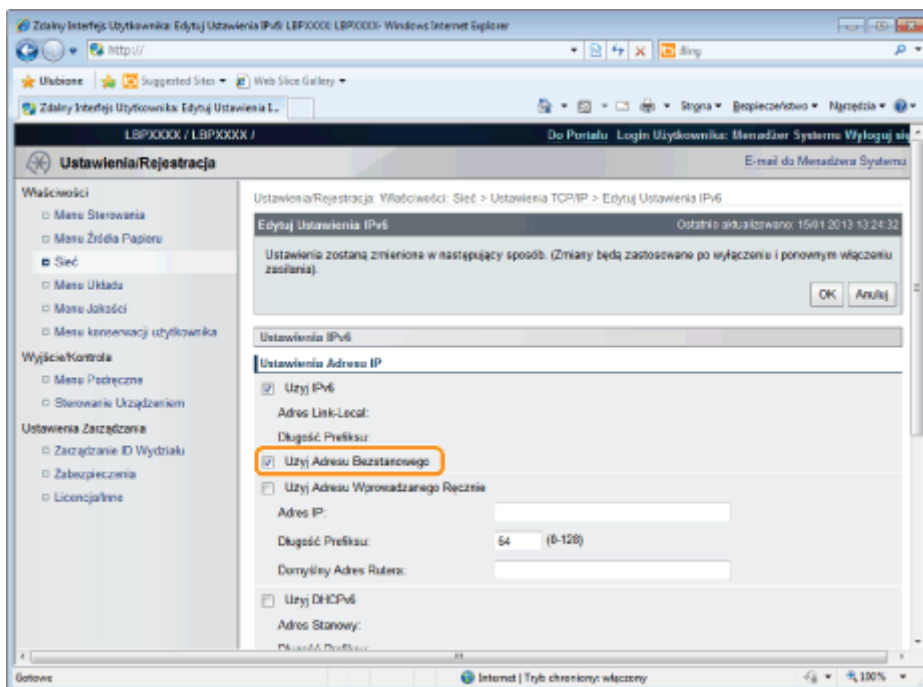 Zdalny Interfejs Użytkownika: Edytuj Ustawienia IPv6: LBPXXXX: LBPXXXX- Windows Internet Explorer
http://
Bing
Ulubione Suggested Sites Web Slice Gallery
Zdalny Interfejs Użytkownika: Edytuj Ustawienia I...
Strona Bezpieczeństwo Narzędzia
LBPXXXX / LBPXXXX /
Do Portalu Login Użytkownika: Menadżer Systemu Wyloguj się
Ustawienia/Rejestracja
E-mail do Menadżera Systemu
Właściwości
Menu Sterowania
Menu Źródła Papieru
Sieć
Menu Układu
Menu Jakości
Menu konserwacji użytkownika
Wyjście/Kontrola
Menu Podręczne
Sterowanie Urządzeniem
Ustawienia Zarządzania
Zarządzanie ID Wydziału
Zabezpieczenia
Licencja/Inne
Ustawienia/Rejestracja: Właściwości: Sieć > Ustawienia TCP/IP > Edytuj Ustawienia IPv6
Edytuj Ustawienia IPv6
Ostatnio aktualizowano: 15/01 2013 13:24:32
Ustawienia zostaną zmienione w następujący sposób. (Zmiany będą zastosowane po wyłączeniu i ponownym włączeniu
zasilania).
OK Anuluj
Ustawienia IPv6
Ustawienia Adresu IP
Użyj IPv6
Adres Link-Local:
Długość Prefiksu:
Użyj Adresu Bezstanowego
Użyj Adresu Wprowadzanego Ręcznie
Adres IP:
Długość Prefiksu: 64 (0-128)
Domyślny Adres Rutera:
Użyj DHCPv6
Adres Stanowy:
Długość Prefiksu:
Gotowe
Internet | Tryb chroniony: włączony
100%